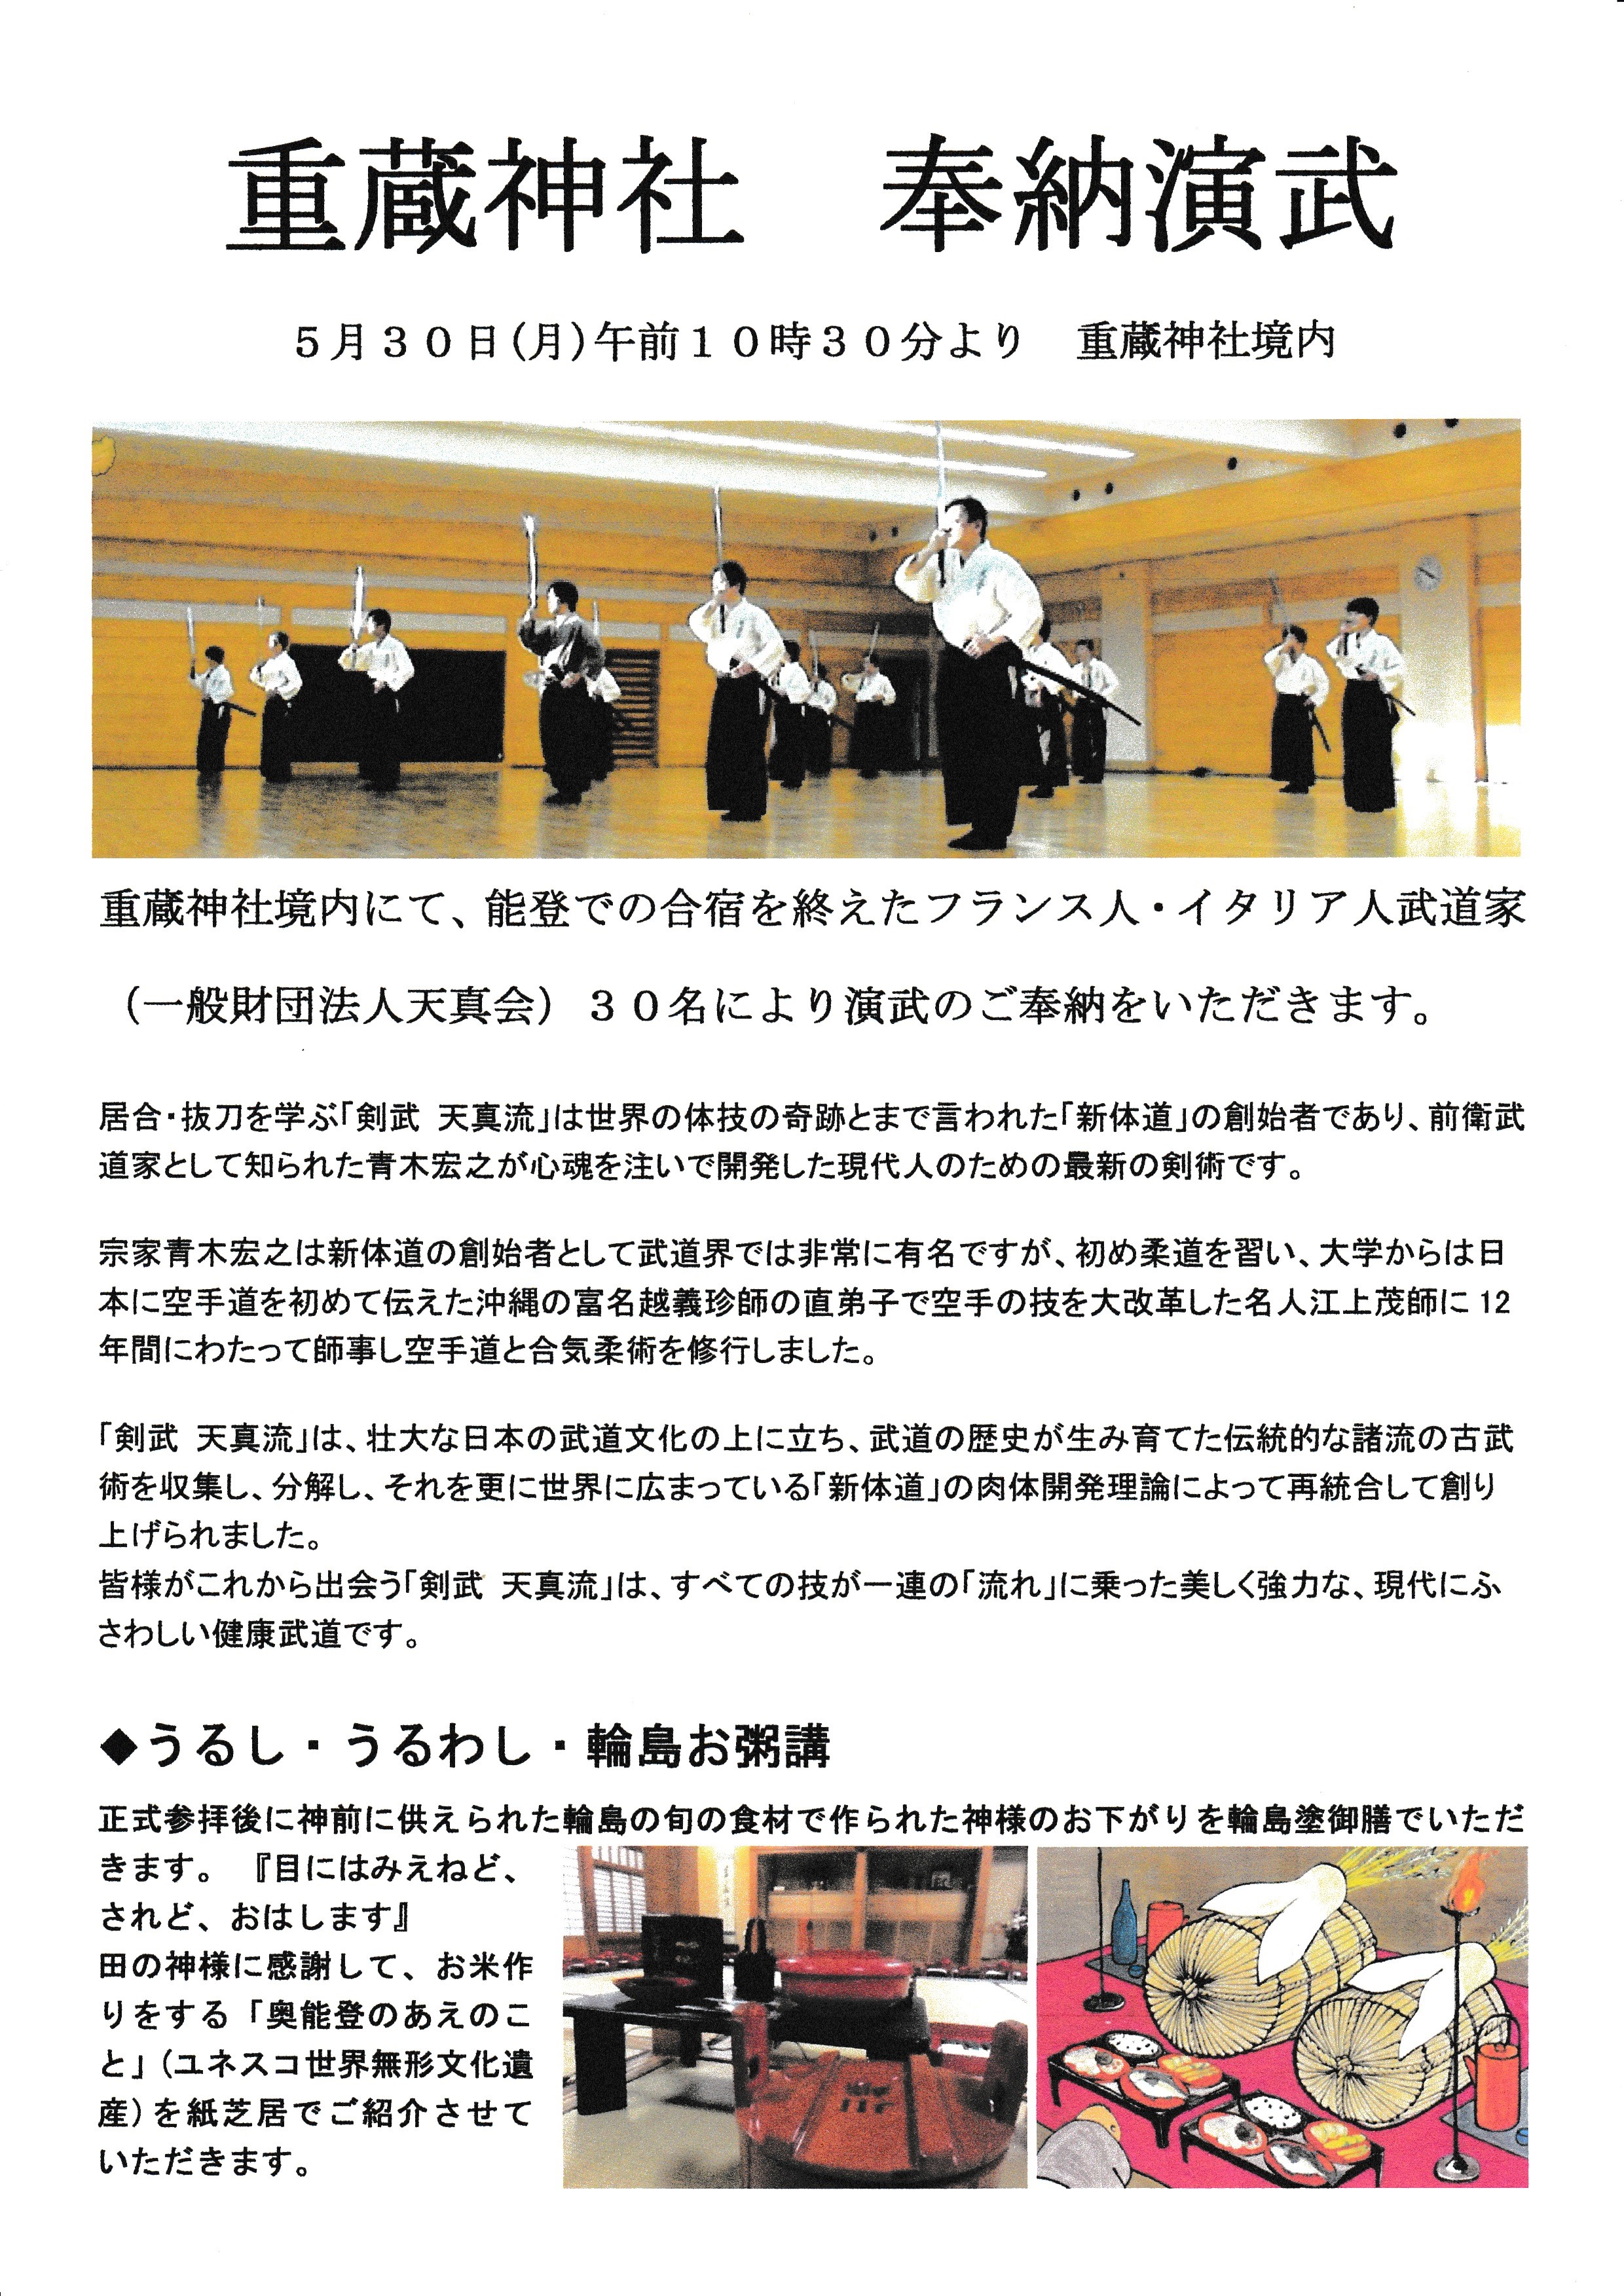 重蔵神社　奉納演武
５月３０日(月)午前１０時３０分より　重蔵神社境内
重蔵神社境内にて、能登での合宿を終えたフランス人・イタリア人武道家
（一般財団法人天真会）３０名により演武のご奉納をいただきます。
居合・抜刀を学ぶ「剣武 天真流」は世界の体技の奇跡とまで言われた「新体道」の創始者であり、前衛武
道家として知られた青木宏之が心魂を注いで開発した現代人のための最新の剣術です。
宗家青木宏之は新体道の創始者として武道界では非常に有名ですが、初め柔道を習い、大学からは日
本に空手道を初めて伝えた沖縄の富名越義珍師の直弟子で空手の技を大改革した名人江上茂師に 12
年間にわたって師事し空手道と合気柔術を修行しました。
「剣武 天真流」は、壮大な日本の武道文化の上に立ち、武道の歴史が生み育てた伝統的な諸流の古武
術を収集し、分解し、それを更に世界に広まっている「新体道」の肉体開発理論によって再統合して創り
上げられました。
皆様がこれから出会う「剣武 天真流」は、すべての技が一連の「流れ」に乗った美しく強力な、現代にふ
さわしい健康武道です。
◆うるし・うるわし・輪島お粥講
正式参拝後に神前に供えられた輪島の旬の食材で作られた神様のお下がりを輪島塗御膳でいただ
きます。 『目にはみえねど、
されど、おはします』
田の神様に感謝して、お米作
りをする「奥能登のあえのこ
と」（ユネスコ世界無形文化遺
産）を紙芝居でご紹介させて
いただきます。